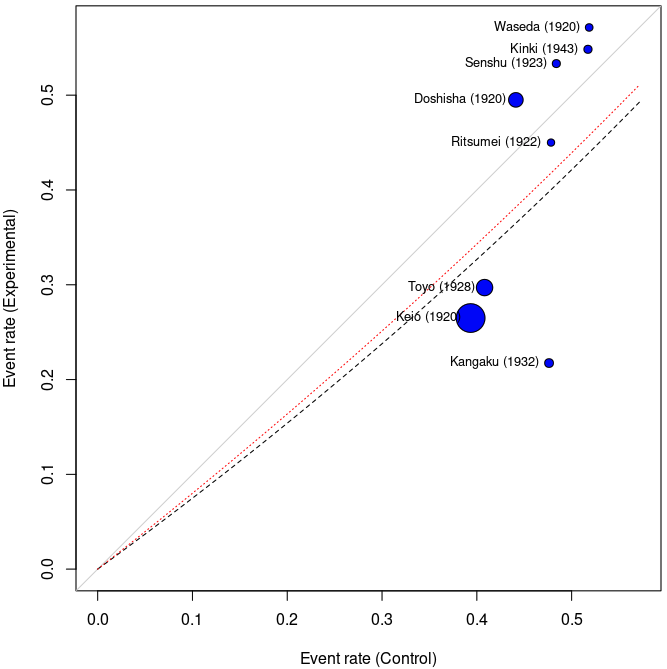 Waseda (1920)
Kinki (1943)
Senshu (1923)
Doshisha (1920)
Ritsumei (1922)
Toyo (1928)
Keio (1920
Kangaku (1932)
0.5
0.4
0.3
0.2
0.1
0.0
Event rate (Experimental)
0.0 0.1 0.2 0.3 0.4 0.5
Event rate (Control)